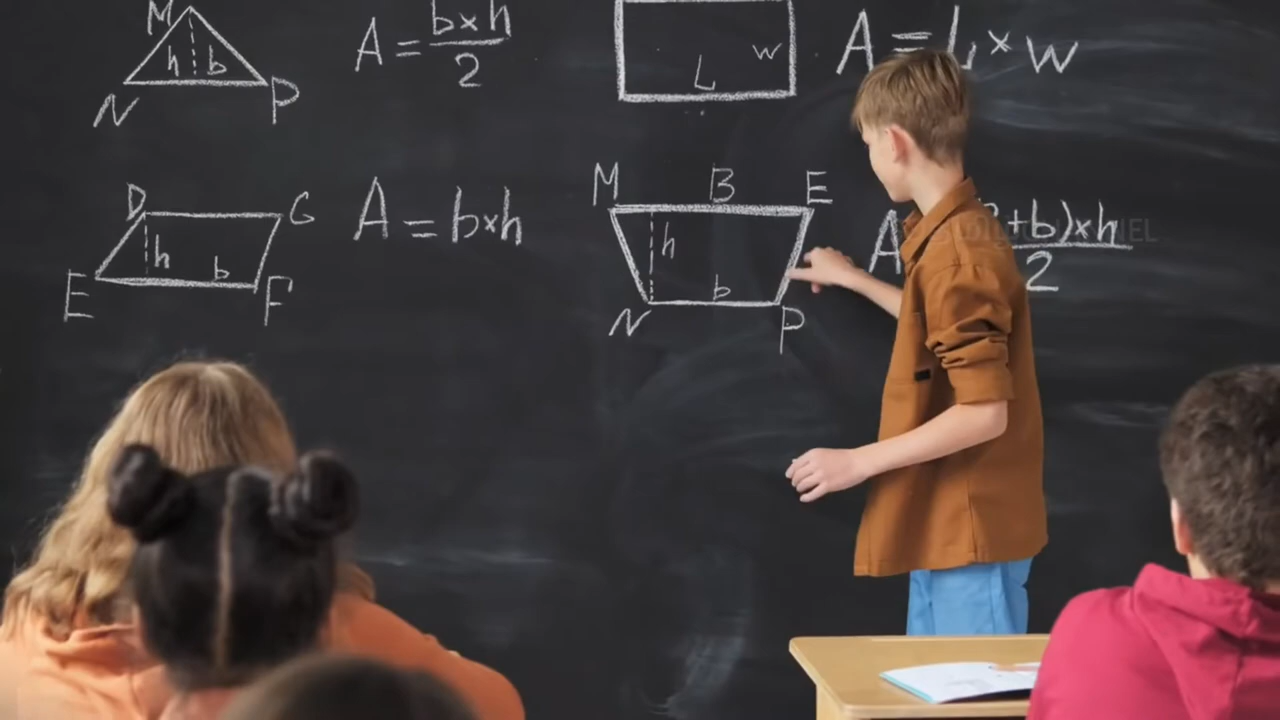 M
h b
N P
A = b×h
2
W
L
A = L×W
D G
h b
E F
A = b×h
M B E
h
b
N P
A +b)×h
2